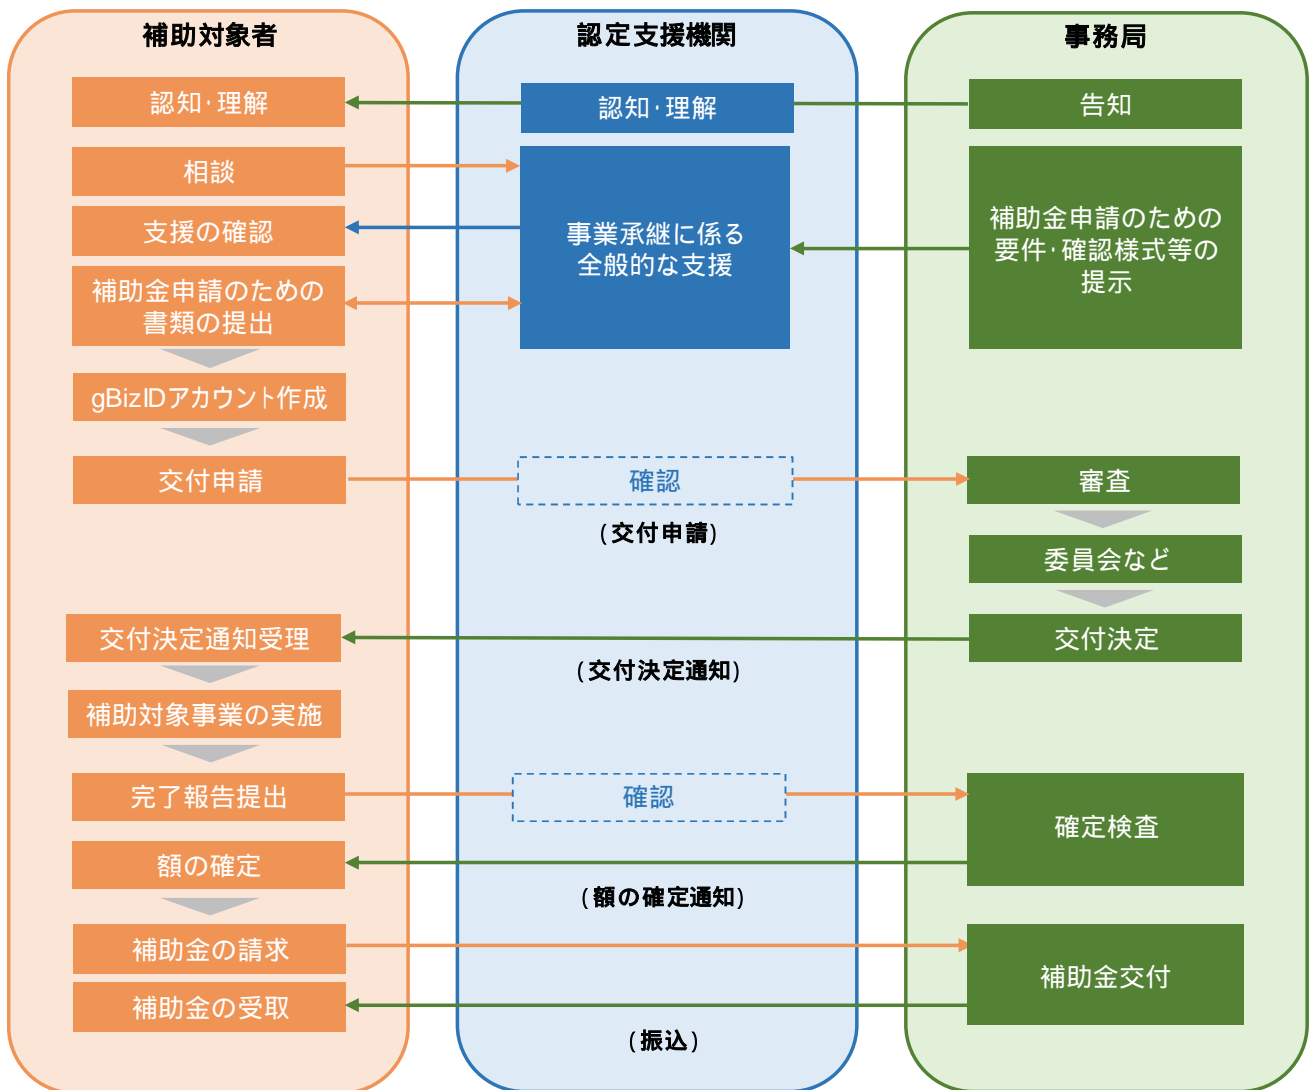 補助対象者
認定支援機関
事務局
認知・理解
認知・理解
告知
相談
支援の確認
事業承継に係る
全般的な支援
補助金申請のための
要件・確認様式等の
提示
補助金申請のための
書類の提出
gBizIDアカウント作成
交付申請
確認
審査
(交付申請)
委員会など
交付決定通知受理
交付決定
(交付決定通知)
補助対象事業の実施
完了報告提出
確認
確定検査
額の確定
(額の確定通知)
補助金の請求
補助金交付
補助金の受取
(振込)